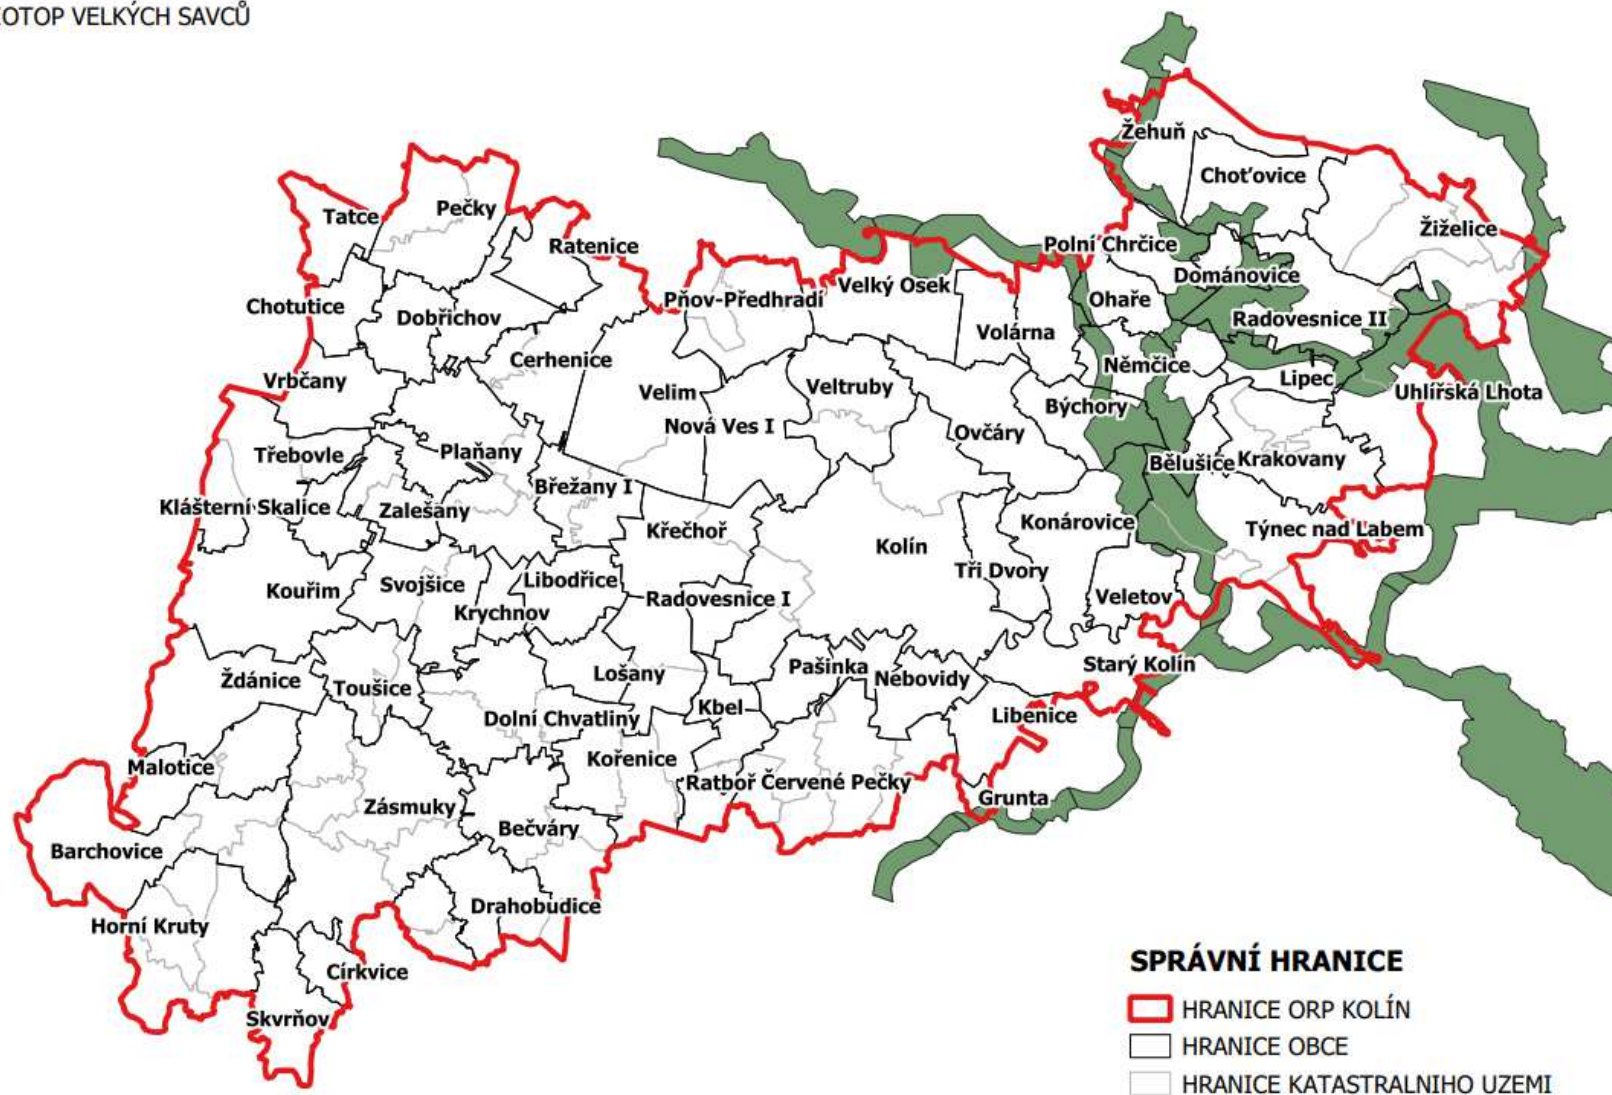 OTOP VELKÝCH SAVCŮ
Žehuň
Choťovice
Tatce
Pečky
Žiželice
Ratenice
Polní Chrčice
Dománovice
Velký Osek
Pňov-Předhradí
Ohaře
Chotutice
Dobřichov
Radovesnice II
Volárna
Cerhenice
Němčice
Vrbčany
Lipec
Velim
Veltruby
Uhlířská Lhota
Býchory
Nová Ves I
Ovčáry
Třebovle
Plaňany
Bělušice
Krakovany
Břežany I
Klášterní Skalice
Zalešany
Křečhoř
Konárovice
Týnec nad Labem
Kolín
Tři Dvory
Kouřim
Svojšice
Libodřice
Krychnov
Radovesnice I
Veletov
Starý Kolín
Pašinka
Nebovidy
Lošany
Ždánice
Toušice
Kbel
Libenice
Dolní Chvatliny
Kořenice
Malotice
Ratboř
Červené Pečky
Grunta
Zásmuky
Bečváry
Barchovice
Drahobudice
Horní Kruty
Církvice
Skvrňov
SPRÁVNÍ HRANICE
HRANICE ORP KOLÍN
HRANICE OBCE
HRANICE KATASTRALNIHO UZEMI